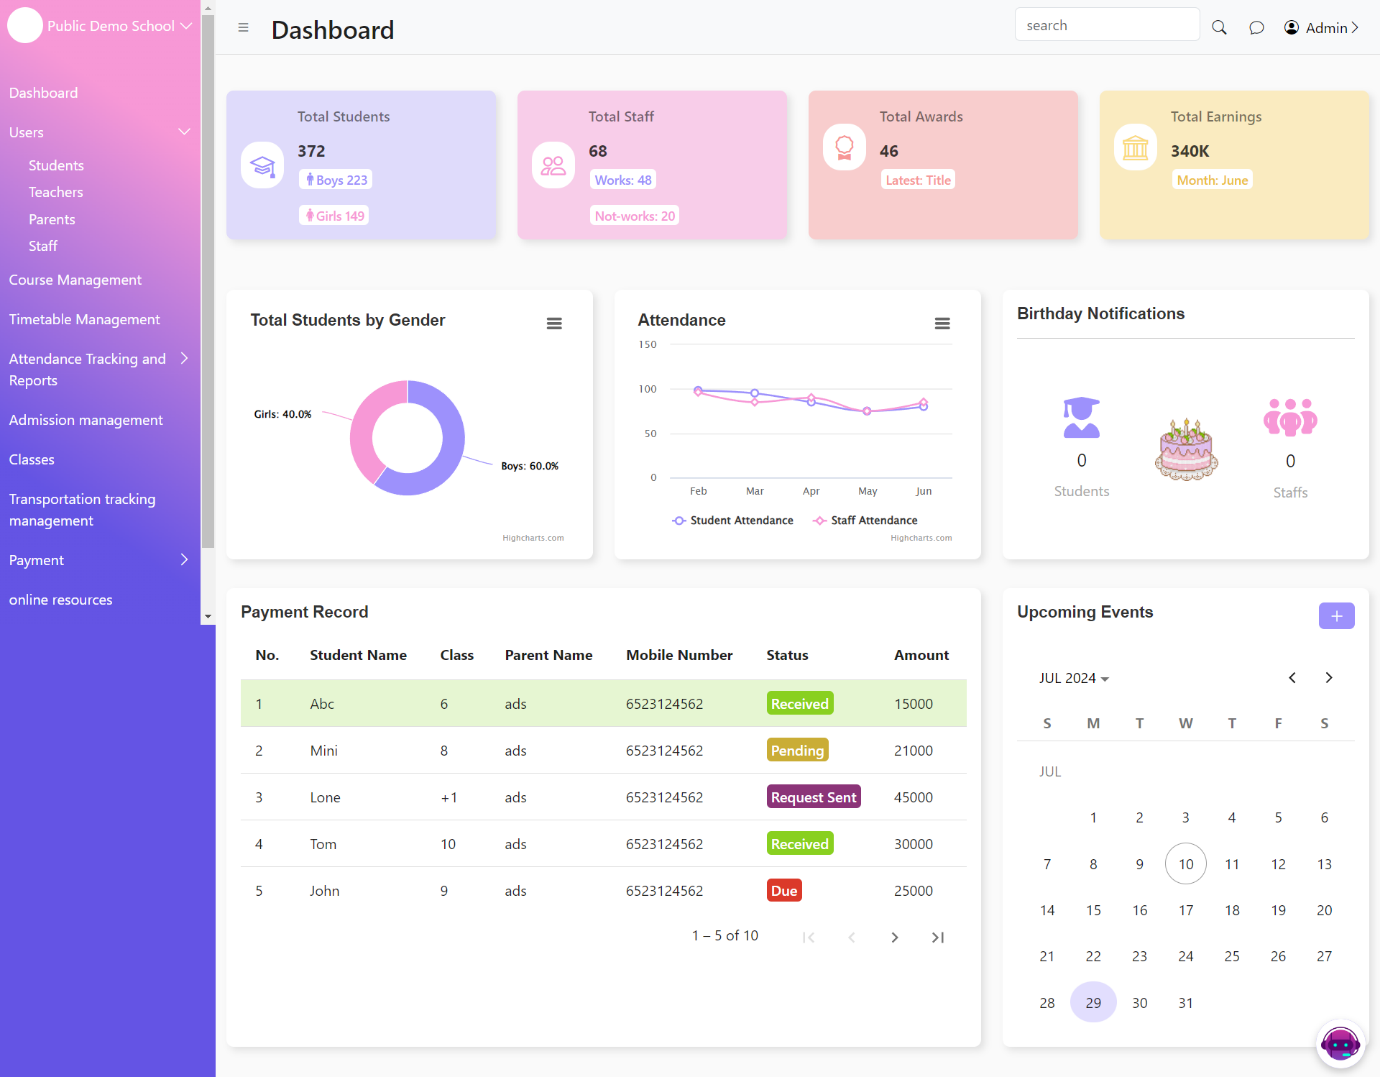 Public Demo School
Dashboard
Users
Students
Teachers
Parents
Staff
Course Management
Timetable Management
Attendance Tracking and
Reports
Admission management
Classes
Transportation tracking
management
Payment
online resources
Dashboard
search
Admin
Total Students
372
Boys 223
Girls 149
Total Staff
68
Works: 48
Not-works: 20
Total Awards
46
Latest: Title
Total Earnings
340K
Month: June
Total Students by Gender
Girls: 40.0%
Boys: 60.0%
Highcharts.com
Attendance
150
100
50
0
Feb Mar Apr May Jun
Student Attendance Staff Attendance
Highcharts.com
Birthday Notifications
0
Students
0
Staffs
Payment Record
No. Student Name Class Parent Name Mobile Number Status Amount
1 Abc 6 ads 6523124562 Received 15000
2 Mini 8 ads 6523124562 Pending 21000
3 Lone +1 ads 6523124562 Request Sent 45000
4 Tom 10 ads 6523124562 Received 30000
5 John 9 ads 6523124562 Due 25000
1 – 5 of 10
Upcoming Events
+
JUL 2024
S M T W T F S
JUL
1 2 3 4 5 6
7 8 9 10 11 12 13
14 15 16 17 18 19 20
21 22 23 24 25 26 27
28 29 30 31